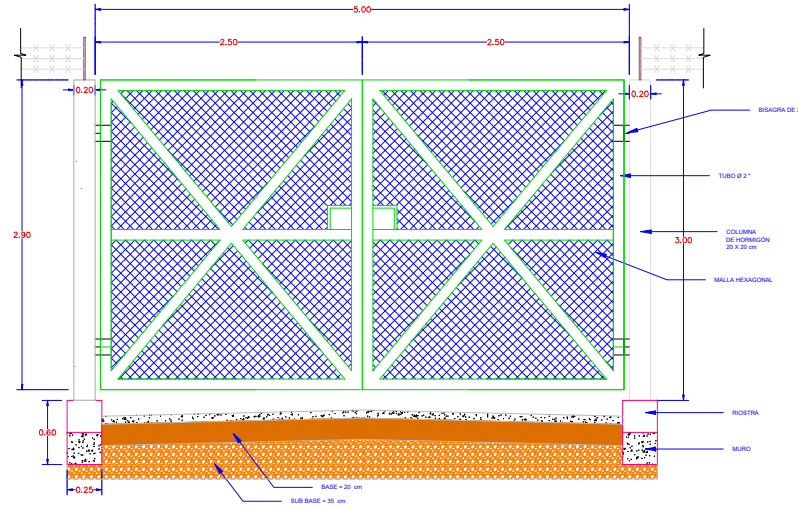 5.00
2.50
2.50
0.20
0.20
BISAGRA DE
TUBO Ø 2 "
2.90
COLUMNA
DE HORMIGÓN
20 X 20 cm
3.00
MALLA HEXAGONAL
0.60
RIOSTRA
MURO
0.25
BASE = 20 cm
SUB BASE = 35 cm